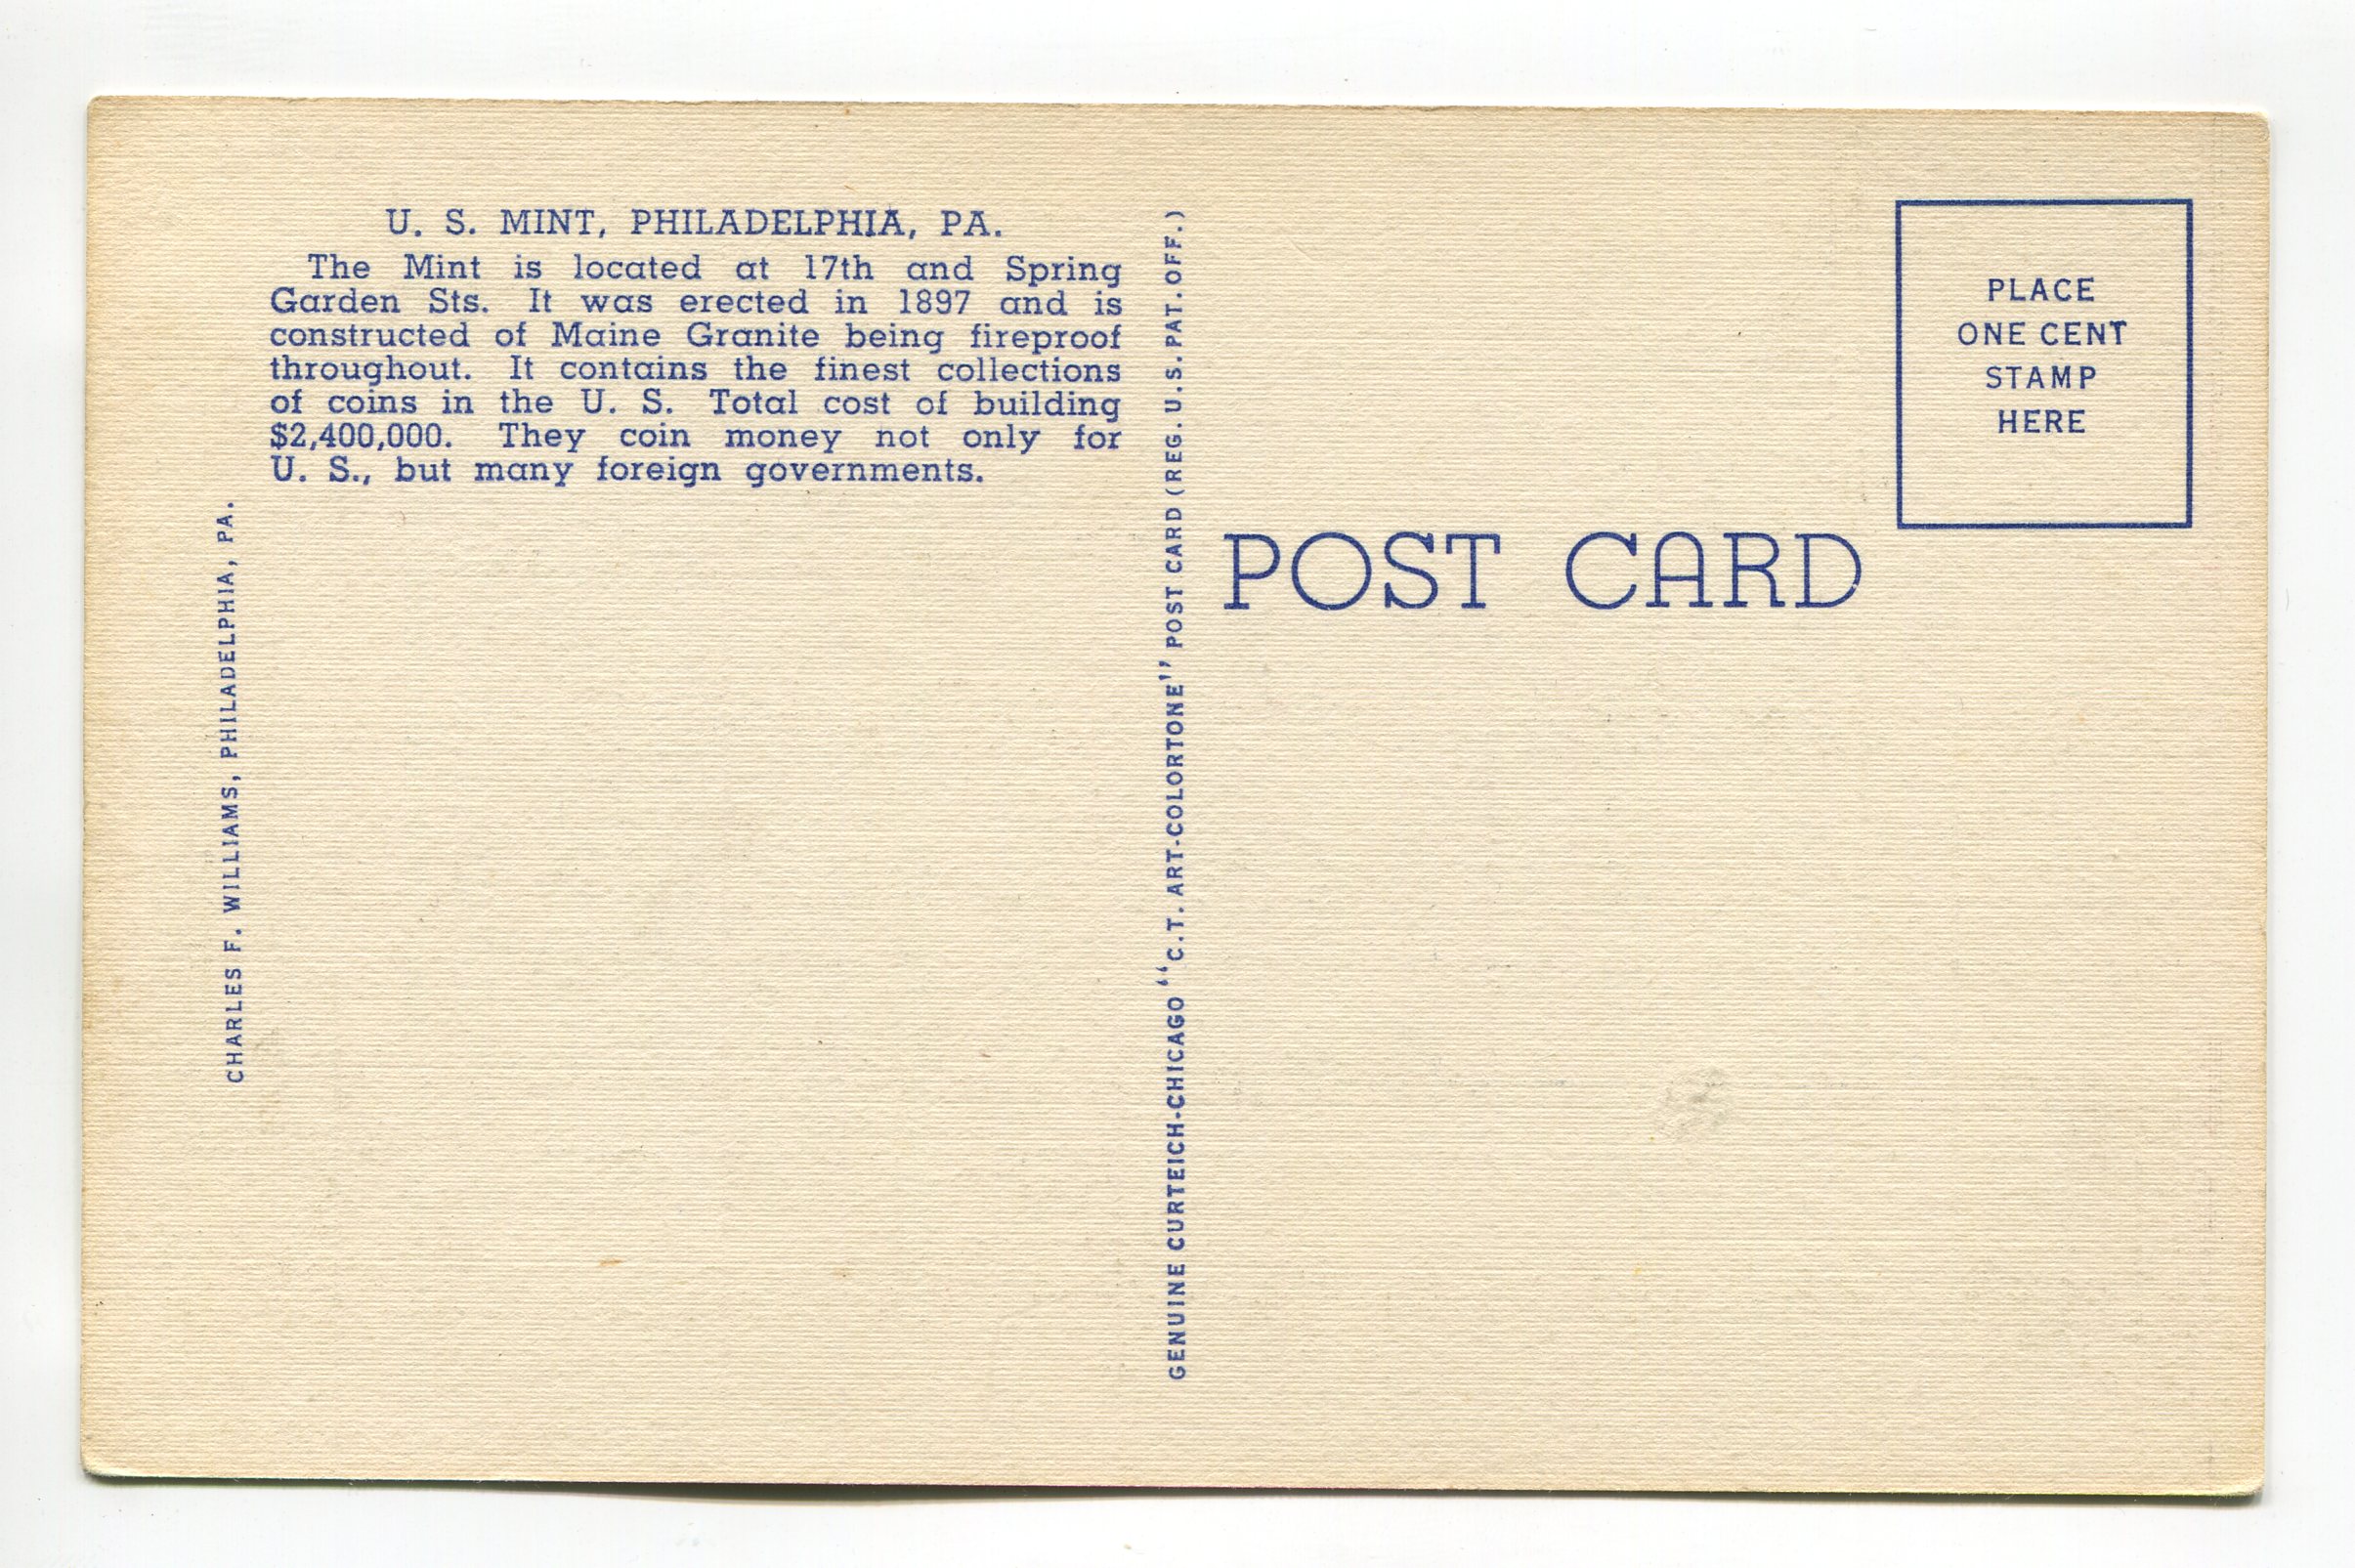 U. S. MINT, PHILADELPHIA, PA.
The Mint is located at 17th and Spring
Garden Sts. It was erected in 1897 and is
constructed of Maine Granite being fireproof
throughout. It contains the finest collections
of coins in the U. S. Total cost of building
$2,400,000. They coin money not only for
U. S., but many foreign governments.
CHARLES F. WILLIAMS, PHILADELPHIA, PA.
GENUINE CURTEICH-CHICAGO "C.T. ART-COLORTONE" POST CARD (REG. U.S. PAT. OFF.)
POST CARD
PLACE
ONE CENT
STAMP
HERE